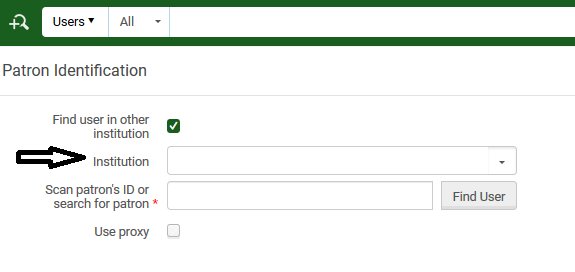 Users All
Patron Identification
Find user in other
institution
Institution
Scan patron's ID or
search for patron * Find User
Use proxy